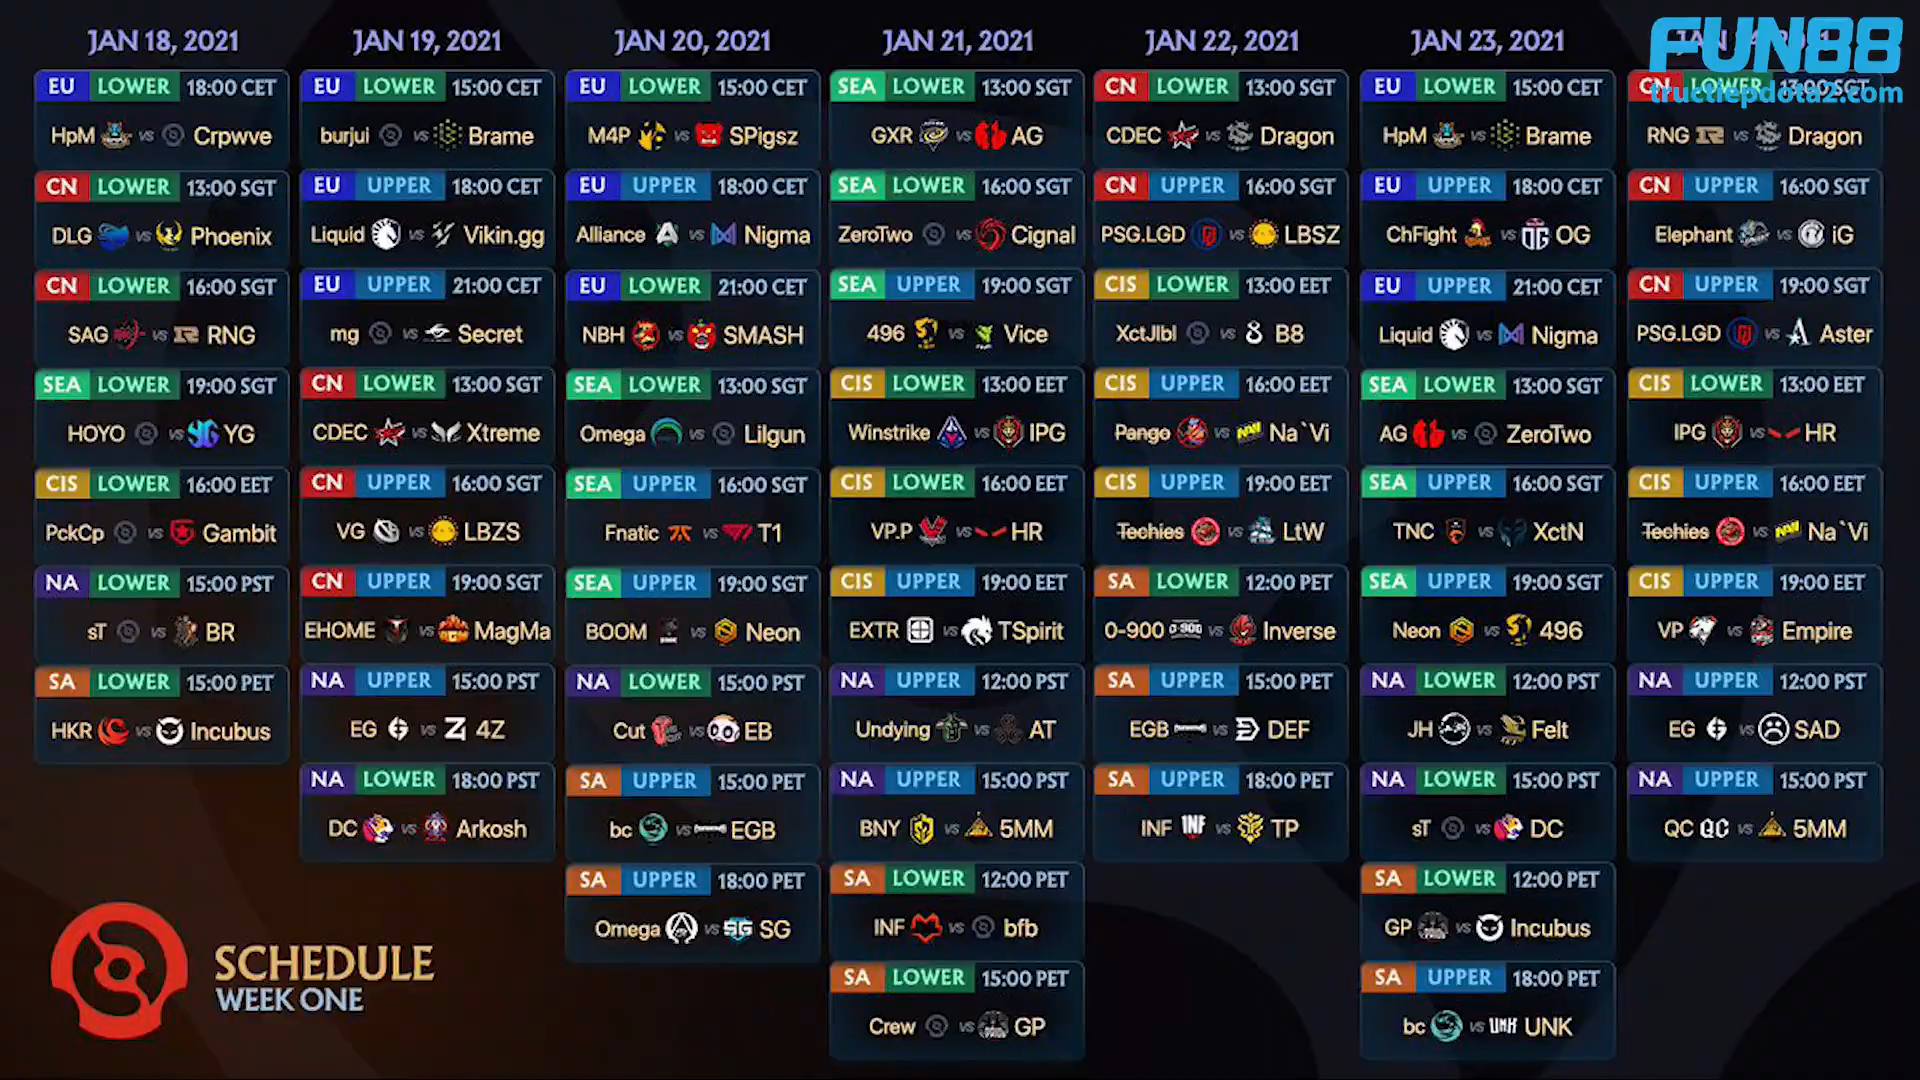 JAN 18, 2021
EU LOWER 18:00 CET
HpM vs Crpwve
CN LOWER 13:00 SGT
DLG vs Phoenix
CN LOWER 16:00 SGT
SAG vs RNG
SEA LOWER 19:00 SGT
HOYO vs YG
CIS LOWER 16:00 EET
PckCp vs Gambit
NA LOWER 15:00 PST
sT vs BR
SA LOWER 15:00 PET
HKR vs Incubus
JAN 19, 2021
EU LOWER 15:00 CET
burjui vs Brame
EU UPPER 18:00 CET
Liquid vs Vikin.gg
EU UPPER 21:00 CET
mg vs Secret
CN LOWER 13:00 SGT
CDEC vs Xtreme
CN UPPER 16:00 SGT
VG vs LBZS
CN UPPER 19:00 SGT
EHOME vs MagMa
NA UPPER 15:00 PST
EG vs 4Z
NA LOWER 18:00 PST
DC vs Arkosh
JAN 20, 2021
EU LOWER 15:00 CET
M4P vs SPigsz
EU UPPER 18:00 CET
Alliance vs Nigma
EU LOWER 21:00 CET
NBH vs SMASH
SEA LOWER 13:00 SGT
Omega vs Lilgun
SEA UPPER 16:00 SGT
Fnatic vs T1
SEA UPPER 19:00 SGT
BOOM vs Neon
NA LOWER 15:00 PST
Cut vs EB
SA UPPER 15:00 PET
bc vs EGB
SA UPPER 18:00 PET
Omega vs SG
JAN 21, 2021
SEA LOWER 13:00 SGT
GXR vs AG
SEA LOWER 16:00 SGT
ZeroTwo vs Cignal
SEA UPPER 19:00 SGT
496 vs Vice
CIS LOWER 13:00 EET
Winstrike vs IPG
CIS LOWER 16:00 EET
VP.P vs HR
CIS UPPER 19:00 EET
EXTR vs TSpirit
NA UPPER 12:00 PST
Undying vs AT
NA UPPER 15:00 PST
BNY vs 5MM
SA LOWER 12:00 PET
INF vs bfb
SA LOWER 15:00 PET
Crew vs GP
JAN 22, 2021
CN LOWER 13:00 SGT
CDEC vs Dragon
CN UPPER 16:00 SGT
PSG.LGD vs LBSZ
CIS LOWER 13:00 EET
XctJlbl vs B8
CIS UPPER 16:00 EET
Pango vs Na`Vi
CIS UPPER 19:00 EET
Techies vs LtW
SA LOWER 12:00 PET
0-900 0-900 vs Inverse
SA UPPER 15:00 PET
EGB vs DEF
SA UPPER 18:00 PET
INF INF vs TP
JAN 23, 2021
EU LOWER 15:00 CET
HpM vs Brame
EU UPPER 18:00 CET
ChFight vs OG
EU UPPER 21:00 CET
Liquid vs Nigma
SEA LOWER 13:00 SGT
AG vs ZeroTwo
SEA UPPER 16:00 SGT
TNC vs XctN
SEA UPPER 19:00 SGT
Neon vs 496
NA LOWER 12:00 PST
JH vs Felt
NA LOWER 15:00 PST
sT vs DC
SA LOWER 12:00 PET
GP vs Incubus
SA UPPER 18:00 PET
bc vs UNK UNK
FUN88
tructiepdota2.com
CN LOWER 13:00 SGT
RNG vs Dragon
CN UPPER 16:00 SGT
Elephant vs iG
CN UPPER 19:00 SGT
PSG.LGD vs Aster
CIS LOWER 13:00 EET
IPG vs HR
CIS UPPER 16:00 EET
Techies vs Na`Vi
CIS UPPER 19:00 EET
VP vs Empire
NA UPPER 12:00 PST
EG vs SAD
NA UPPER 15:00 PST
QC QC vs 5MM
SCHEDULE
WEEK ONE